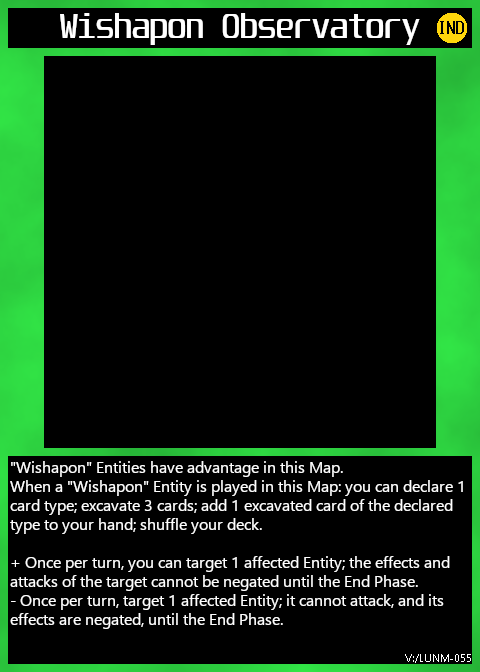 Wishapon Observatory
IND
"Wishapon" Entities have advantage in this Map.
When a "Wishapon" Entity is played in this Map: you can declare 1
card type; excavate 3 cards; add 1 excavated card of the declared
type to your hand; shuffle your deck.
+ Once per turn, you can target 1 affected Entity; the effects and
attacks of the target cannot be negated until the End Phase.
- Once per turn, target 1 affected Entity; it cannot attack, and its
effects are negated, until the End Phase.
V:/LUNM-055